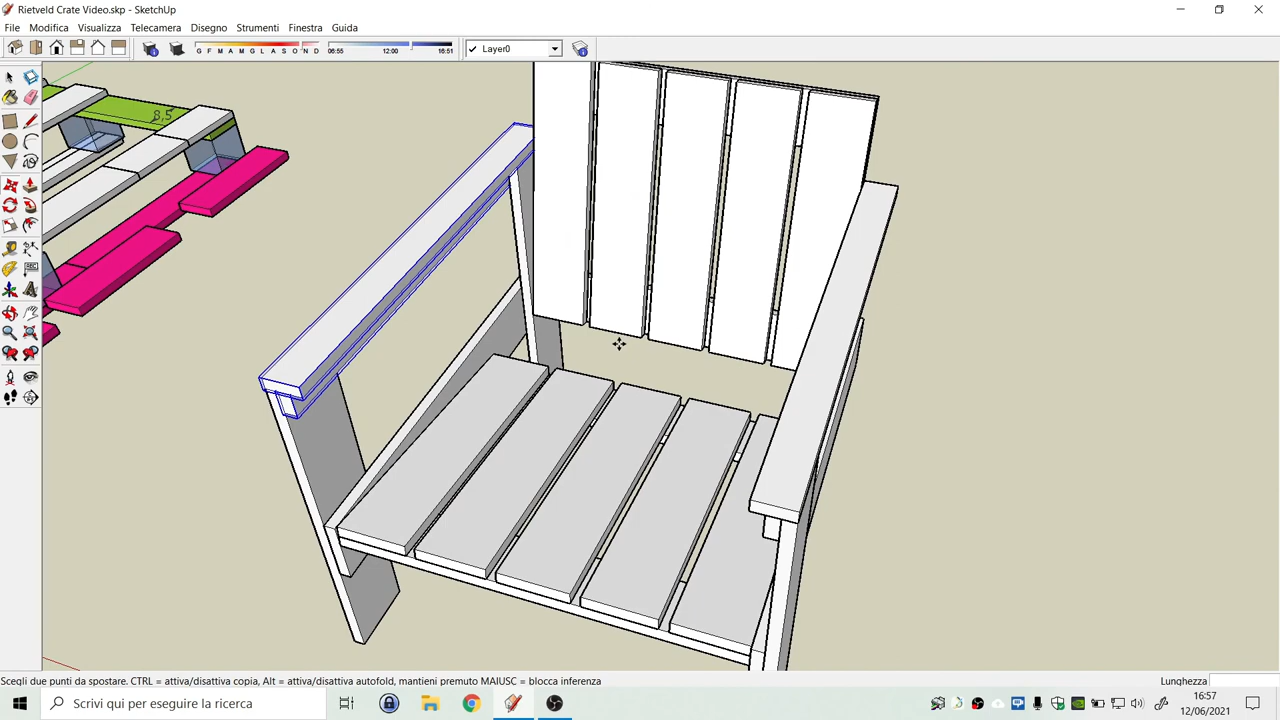 Rietveld Crate Video.skp - SketchUp
File Modifica Visualizza Telecamera Disegno Strumenti Finestra Guida
G F M A M G L A S O N D 06:55 12:00 16:51 Layer0
8,5
Scegli due punti da spostare. CTRL = attiva/disattiva copia, Alt = attiva/disattiva autofold, mantieni premuto MAIUSC = blocca inferenza Lunghezza
Scrivi qui per eseguire la ricerca
16:57
12/06/2021